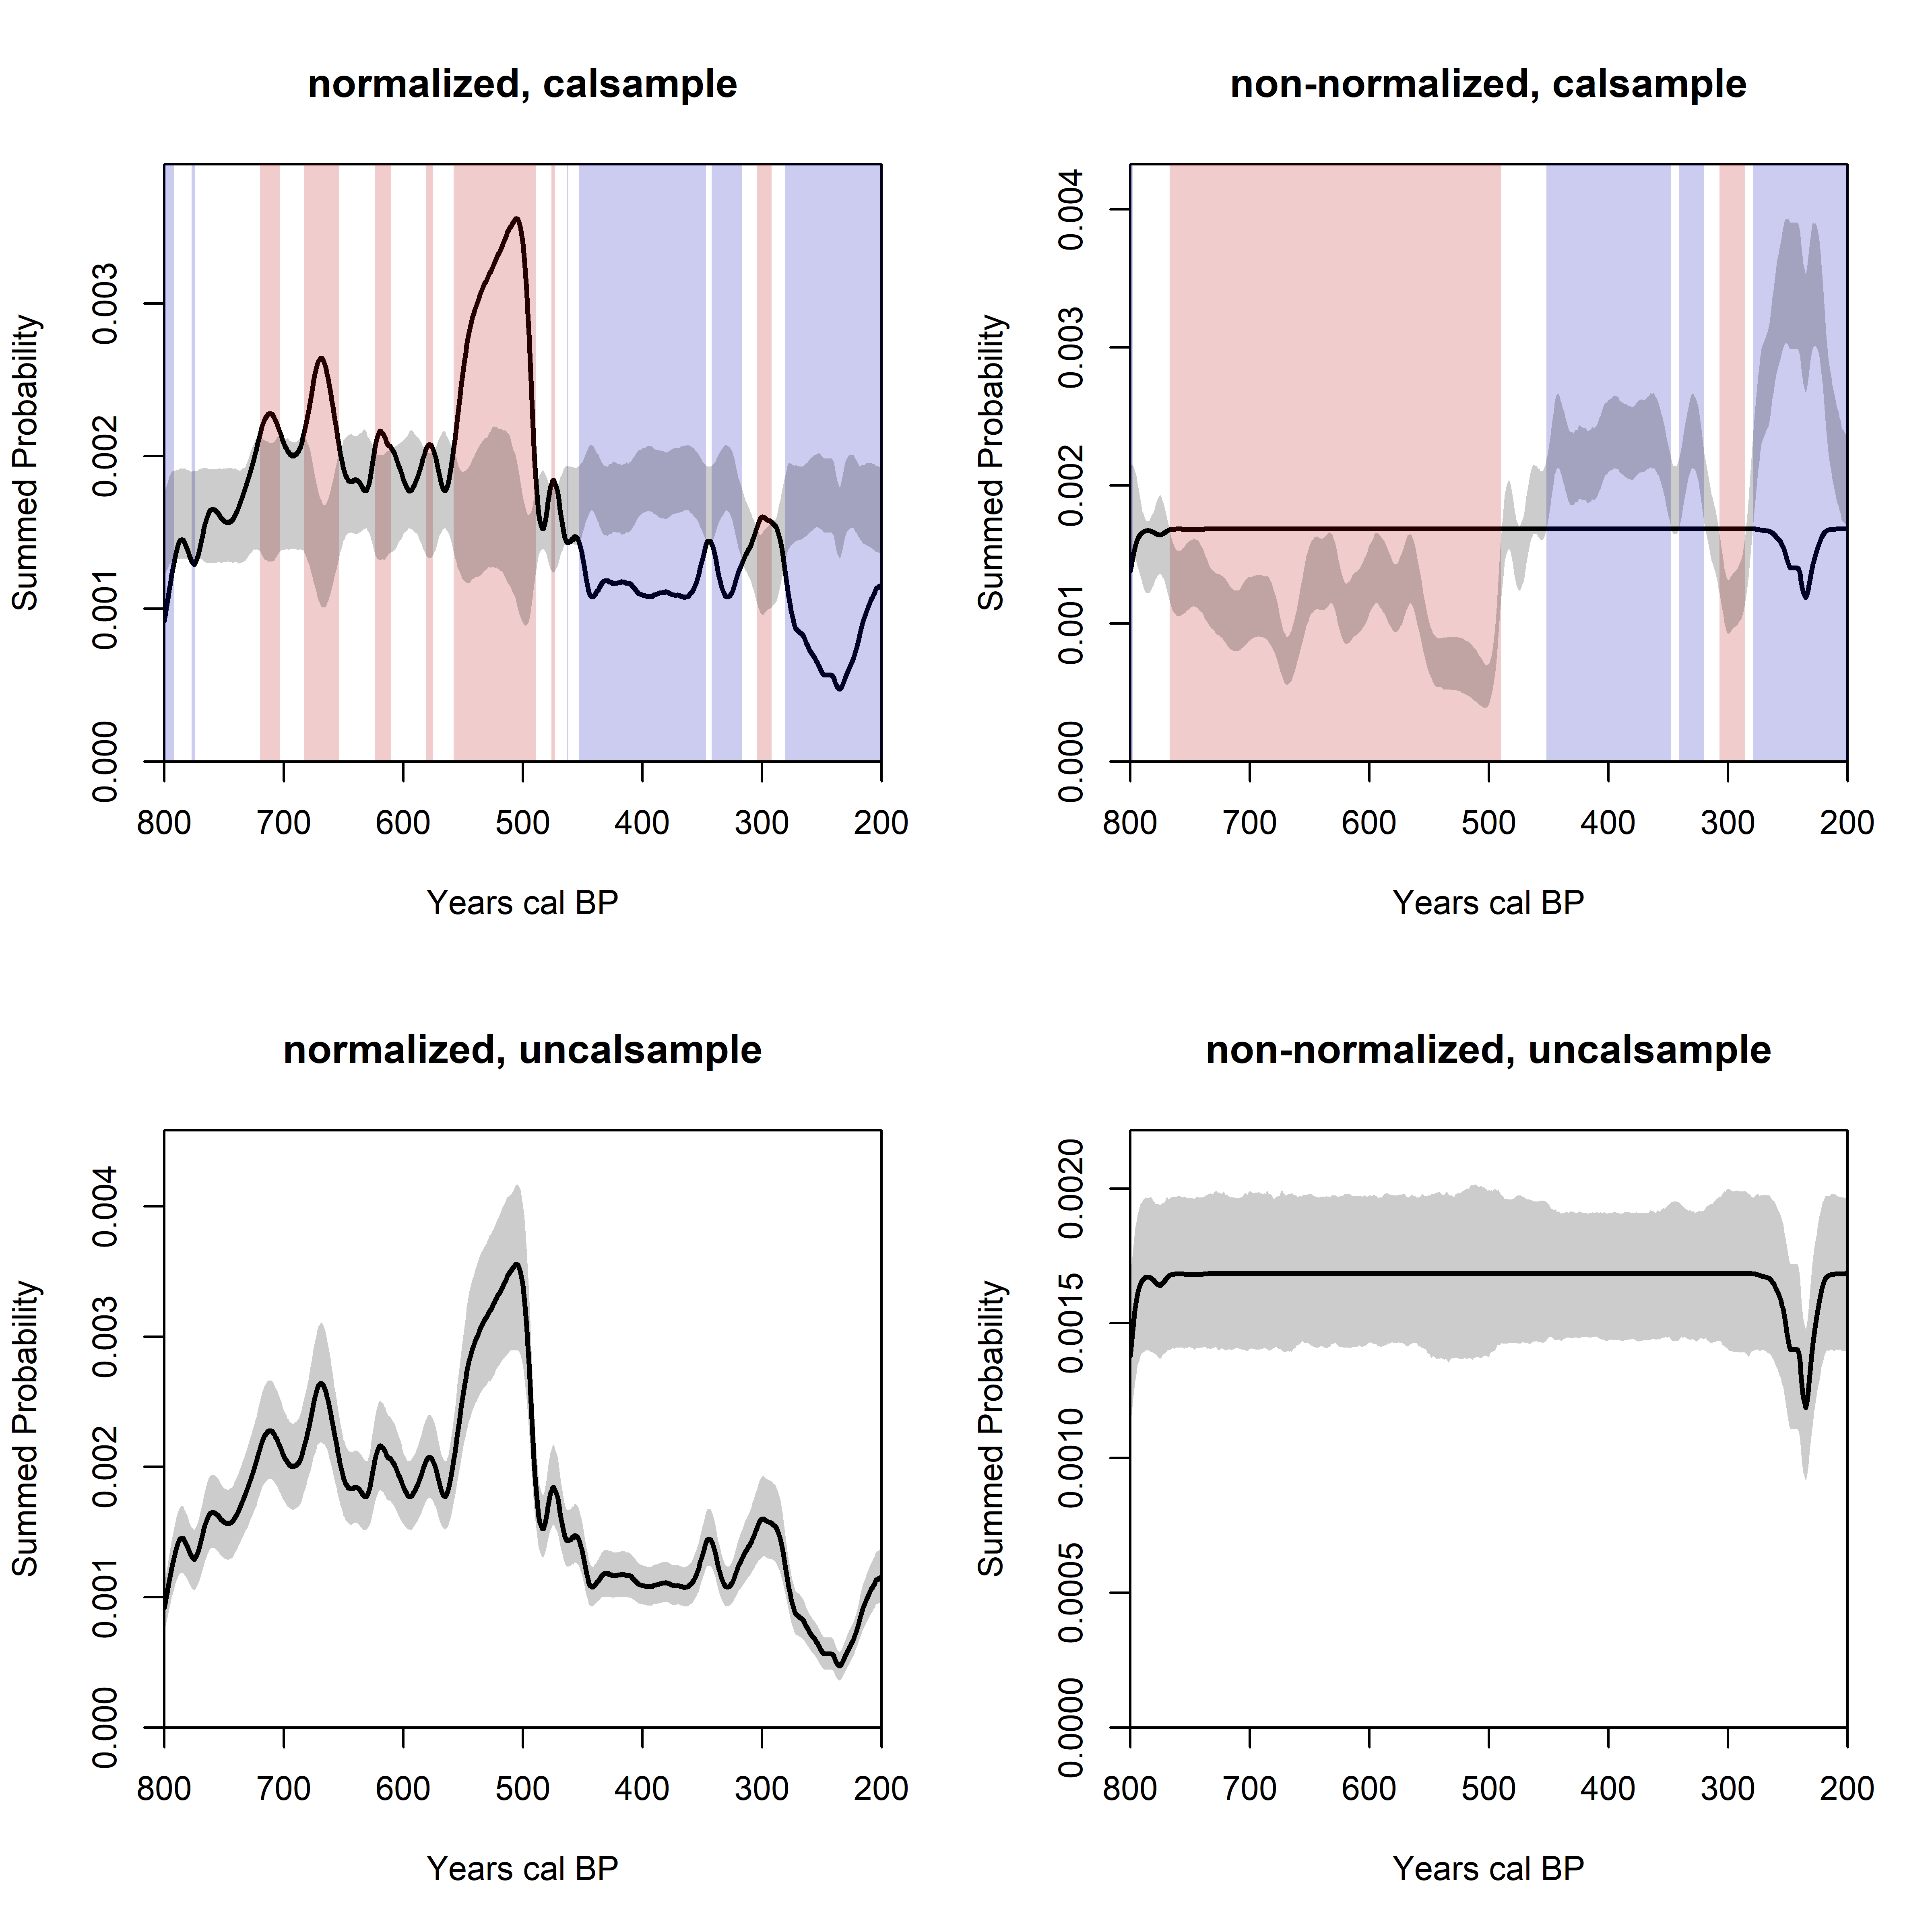 normalized, calsample
Summed Probability
0.000 0.001 0.002 0.003
800 700 600 500 400 300 200
Years cal BP
non-normalized, calsample
Summed Probability
0.000 0.001 0.002 0.003 0.004
800 700 600 500 400 300 200
Years cal BP
normalized, uncalsample
Summed Probability
0.000 0.001 0.002 0.003 0.004
800 700 600 500 400 300 200
Years cal BP
non-normalized, uncalsample
Summed Probability
0.0000 0.0005 0.0010 0.0015 0.0020
800 700 600 500 400 300 200
Years cal BP